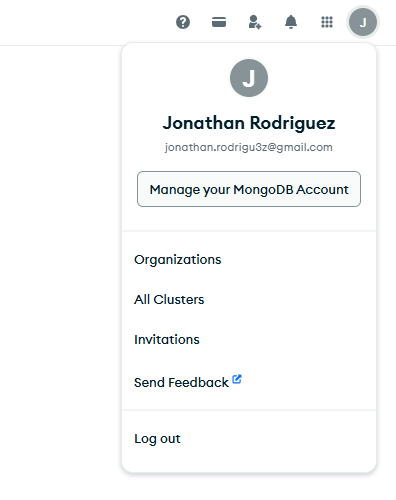 ?
J
J
Jonathan Rodriguez
jonathan.rodrigu3z@gmail.com
Manage your MongoDB Account
Organizations
All Clusters
Invitations
Send Feedback
Log out